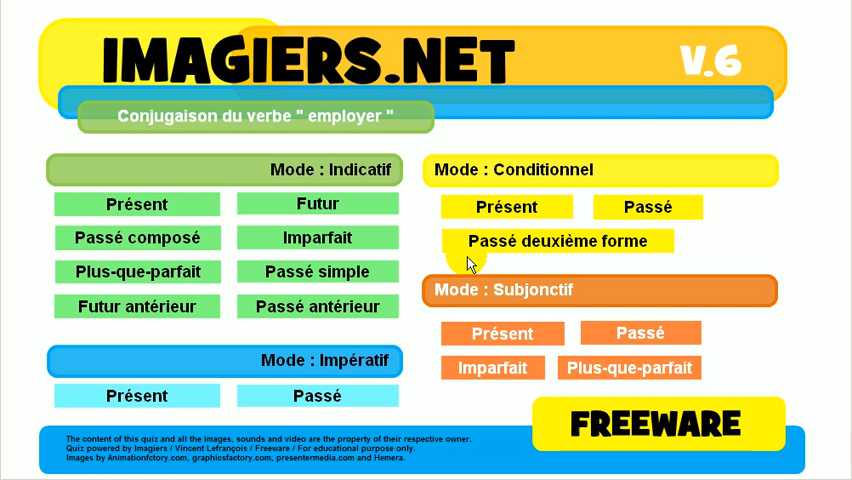 IMAGIERS.NET
V.6
Conjugaison du verbe " employer "
Mode : Indicatif
Présent
Futur
Passé composé
Imparfait
Plus-que-parfait
Passé simple
Futur antérieur
Passé antérieur
Mode : Impératif
Présent
Passé
Mode : Conditionnel
Présent
Passé
Passé deuxième forme
Mode : Subjonctif
Présent
Passé
Imparfait
Plus-que-parfait
FREEWARE
The content of this quiz and all the images, sounds and video are the property of their respective owner.
Quiz powered by Imagiers / Vincent Lefrançois / Freeware / For educational purpose only.
Images by Animationfctory.com, graphicsfactory.com, presentermedia.com and Hemera.